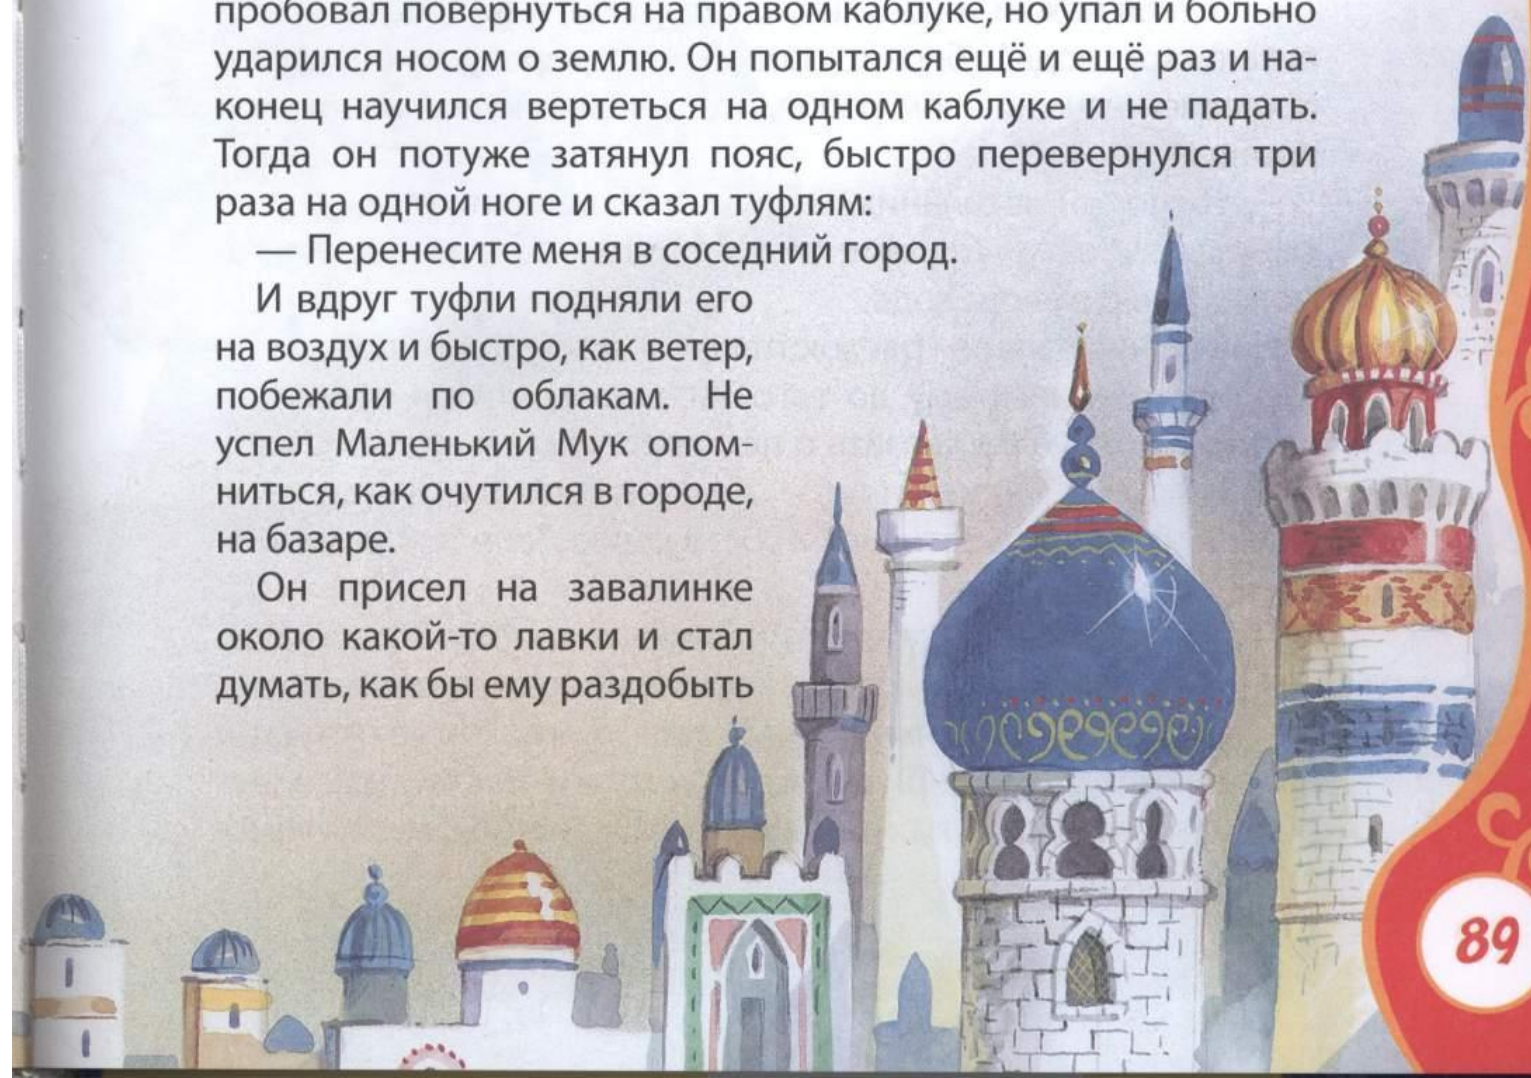 пробовал повернуться на правом каблуке, но упал и больно
ударился носом о землю. Он попытался ещё и ещё раз и на-
конец научился вертеться на одном каблуке и не падать.
Тогда он потуже затянул пояс, быстро перевернулся три
раза на одной ноге и сказал туфлям:
— Перенесите меня в соседний город.
И вдруг туфли подняли его
на воздух и быстро, как ветер,
побежали по облакам. Не
успел Маленький Мук опом-
ниться, как очутился в городе,
на базаре.
Он присел на завалинке
около какой-то лавки и стал
думать, как бы ему раздобыть
89